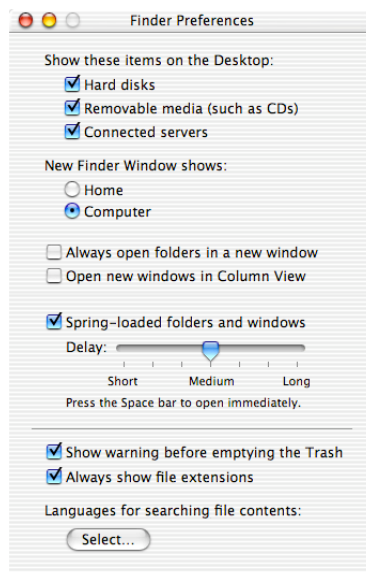 Finder Preferences
Show these items on the Desktop:
Hard disks
Removable media (such as CDs)
Connected servers
New Finder Window shows:
Home
Computer
Always open folders in a new window
Open new windows in Column View
Spring-loaded folders and windows
Delay:
Short Medium Long
Press the Space bar to open immediately.
Show warning before emptying the Trash
Always show file extensions
Languages for searching file contents:
Select...